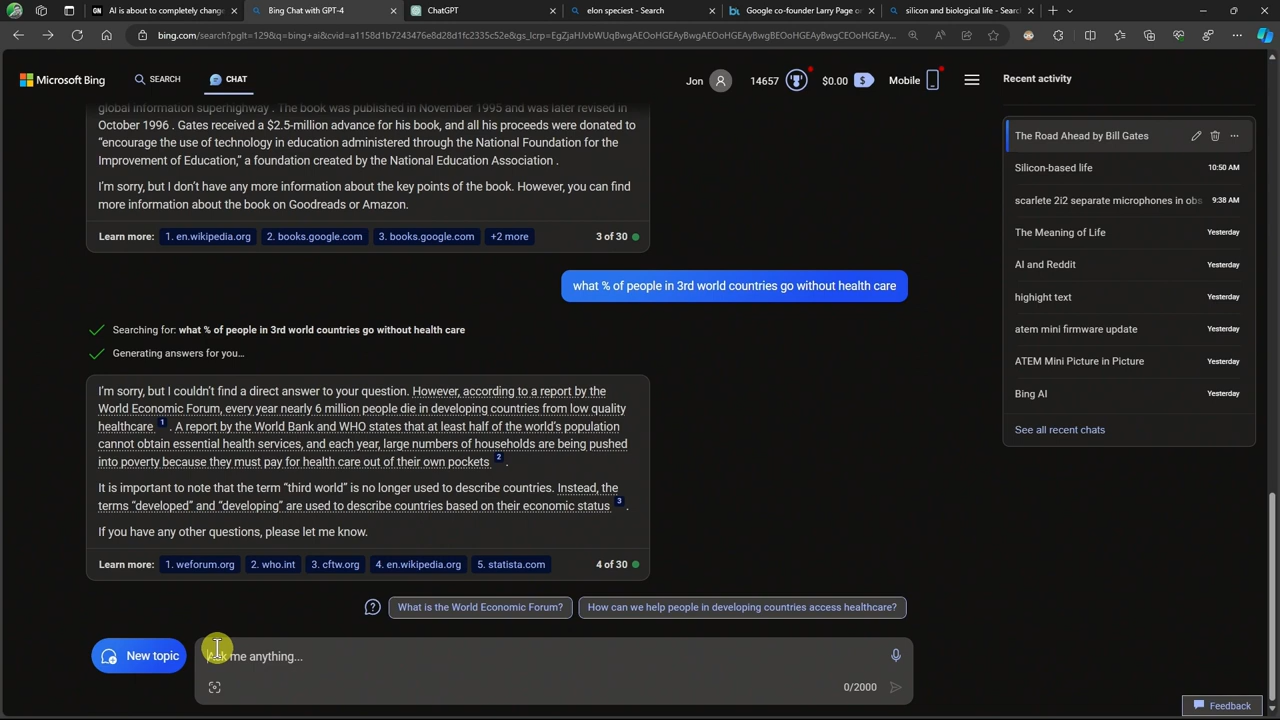 AI is about to completely change
Bing Chat with GPT-4
ChatGPT
elon speciest - Search
Google co-founder Larry Page or
silicon and biological life - Search
bing.com/search?pglt=129&q=bing+ai&cvid=a1158d1b7243476e8d28d1fc2335c52e&gs_lcrp=EgZjaHJvbWUqBwgAEAOoHGEAyBwgAEAOoHGEAyBwgBEOoHGEAyBwgCEOoHGEAyBwgDEAOoHGEAyBwgEEAOoHGEAy...
Microsoft Bing
SEARCH
CHAT
Jon
14657
$0.00
Mobile
Recent activity
global information superhighway . The book was published in November 1995 and was later revised in
October 1996 . Gates received a $2.5-million advance for his book, and all his proceeds were donated to
“encourage the use of technology in education administered through the National Foundation for the
Improvement of Education,” a foundation created by the National Education Association .
I’m sorry, but I don’t have any more information about the key points of the book. However, you can find
more information about the book on Goodreads or Amazon.
Learn more: 1. en.wikipedia.org 2. books.google.com 3. books.google.com +2 more 3 of 30
what % of people in 3rd world countries go without health care
Searching for: what % of people in 3rd world countries go without health care
Generating answers for you...
I’m sorry, but I couldn’t find a direct answer to your question. However, according to a report by the
World Economic Forum, every year nearly 6 million people die in developing countries from low quality
healthcare 1 . A report by the World Bank and WHO states that at least half of the world’s population
cannot obtain essential health services, and each year, large numbers of households are being pushed
into poverty because they must pay for health care out of their own pockets 2 .
It is important to note that the term “third world” is no longer used to describe countries. Instead, the
terms “developed” and “developing” are used to describe countries based on their economic status 3 .
If you have any other questions, please let me know.
Learn more: 1. weforum.org 2. who.int 3. cftw.org 4. en.wikipedia.org 5. statista.com 4 of 30
What is the World Economic Forum?
How can we help people in developing countries access healthcare?
New topic
Ask me anything...
0/2000
The Road Ahead by Bill Gates
Silicon-based life 10:50 AM
scarlete 2i2 separate microphones in obs 9:38 AM
The Meaning of Life Yesterday
AI and Reddit Yesterday
highight text Yesterday
atem mini firmware update Yesterday
ATEM Mini Picture in Picture Yesterday
Bing AI Yesterday
See all recent chats
Feedback